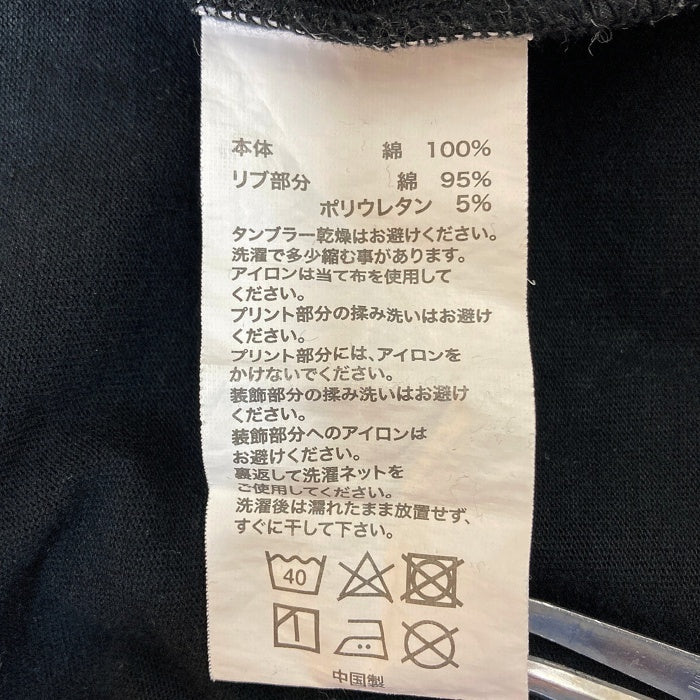 本体 綿 100%
リブ部分 綿 95%
ポリウレタン 5%
タンブラー乾燥はお避けください。
洗濯で多少縮む事があります。
アイロンは当て布を使用して
ください。
プリント部分の揉み洗いはお避け
ください。
プリント部分には、アイロンを
かけないでください。
装飾部分の揉み洗いはお避け
ください。
装飾部分へのアイロンは
お避けください。
裏返して洗濯ネットを
ご使用してください。
洗濯後は濡れたまま放置せず、
すぐに干して下さい。
40
中国製